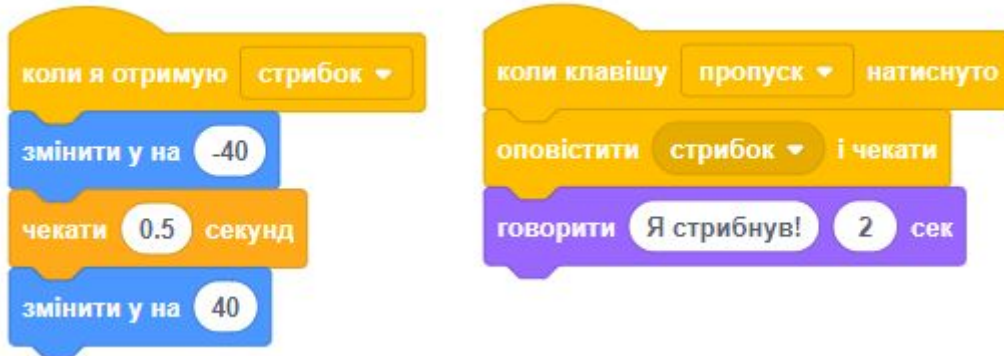 коли я отримую стрибок
змінити y на -40
чекати 0.5 секунд
змінити y на 40
коли клавішу пропуск натиснуто
оповістити стрибок і чекати
говорити Я стрибнув! 2 сек